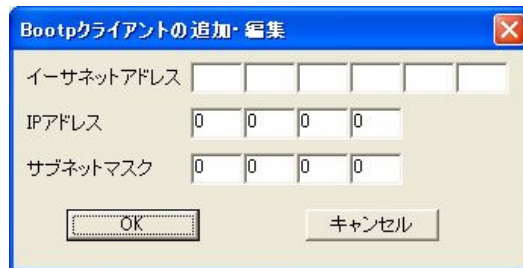 Bootpクライアントの追加・編集
イーサネットアドレス
IPアドレス 0 0 0 0
サブネットマスク 0 0 0 0
OK キャンセル